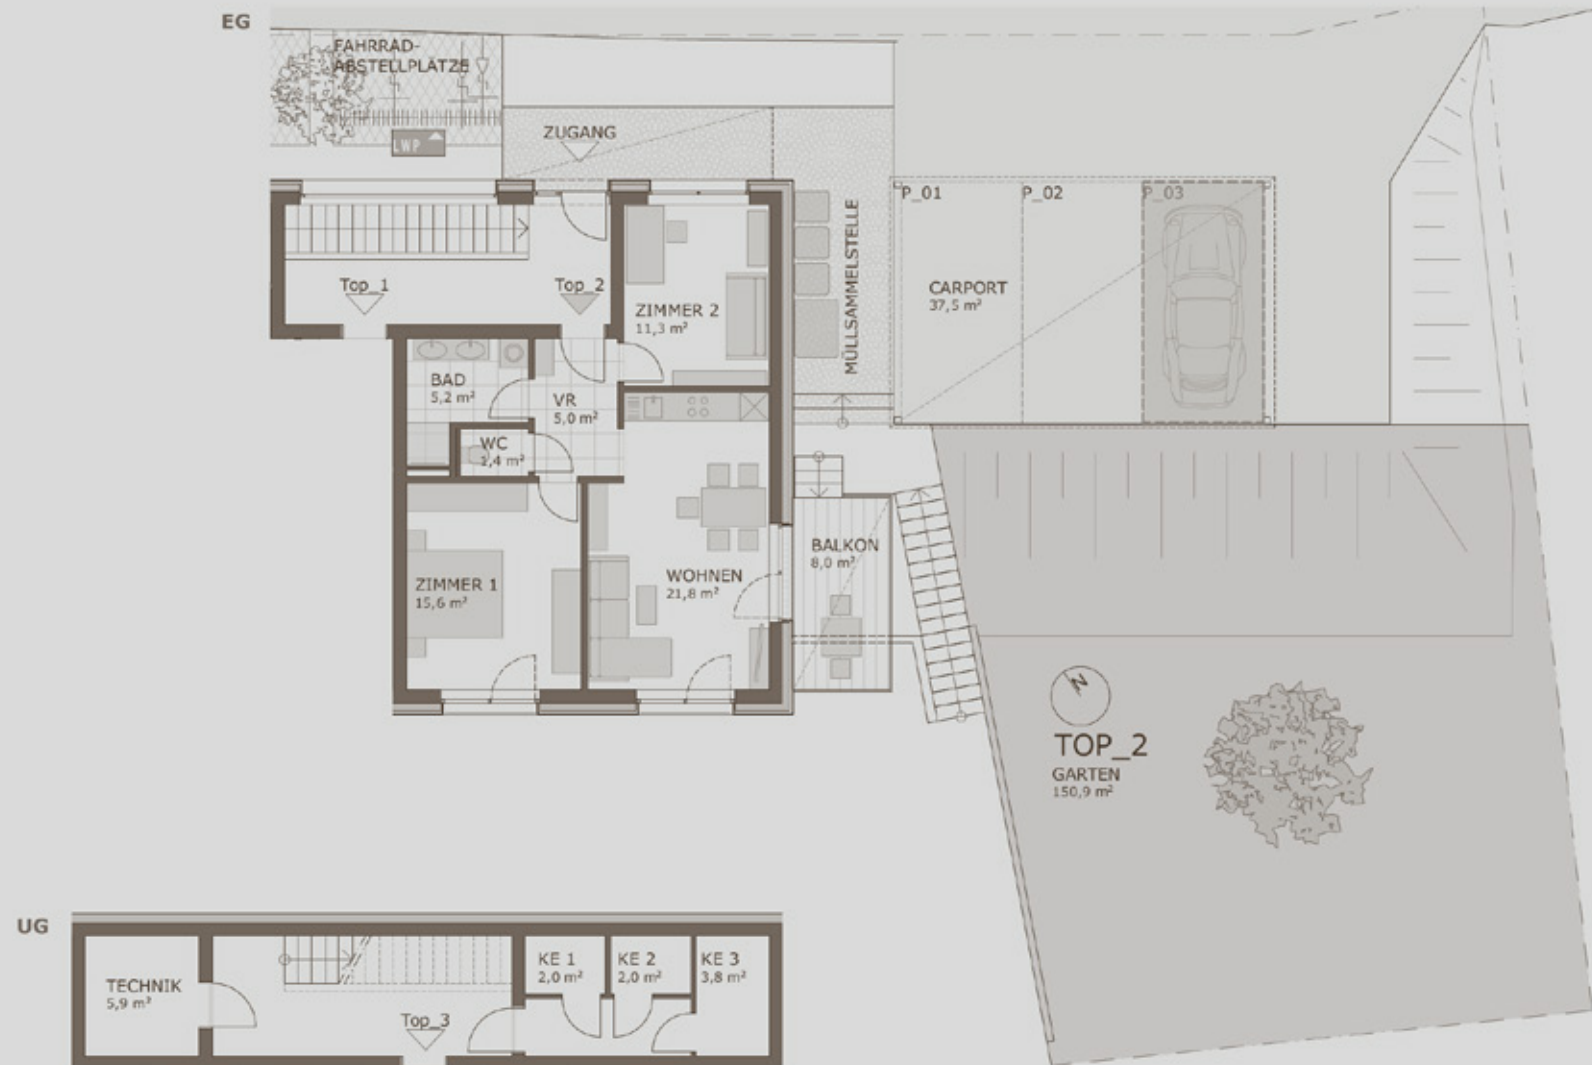 EG
FAHRRAD-
ABSTELLPLÄTZE
LWP
ZUGANG
MÜLLSAMMELSTELLE
P_01
P_02
P_03
CARPORT
37,5 m²
Top_1
Top_2
ZIMMER 2
11,3 m²
BAD
5,2 m²
VR
5,0 m²
WC
1,4 m²
ZIMMER 1
15,6 m²
WOHNEN
21,8 m²
BALKON
8,0 m²
N
TOP_2
GARTEN
150,9 m²
UG
TECHNIK
5,9 m²
Top_3
KE 1
2,0 m²
KE 2
2,0 m²
KE 3
3,8 m²